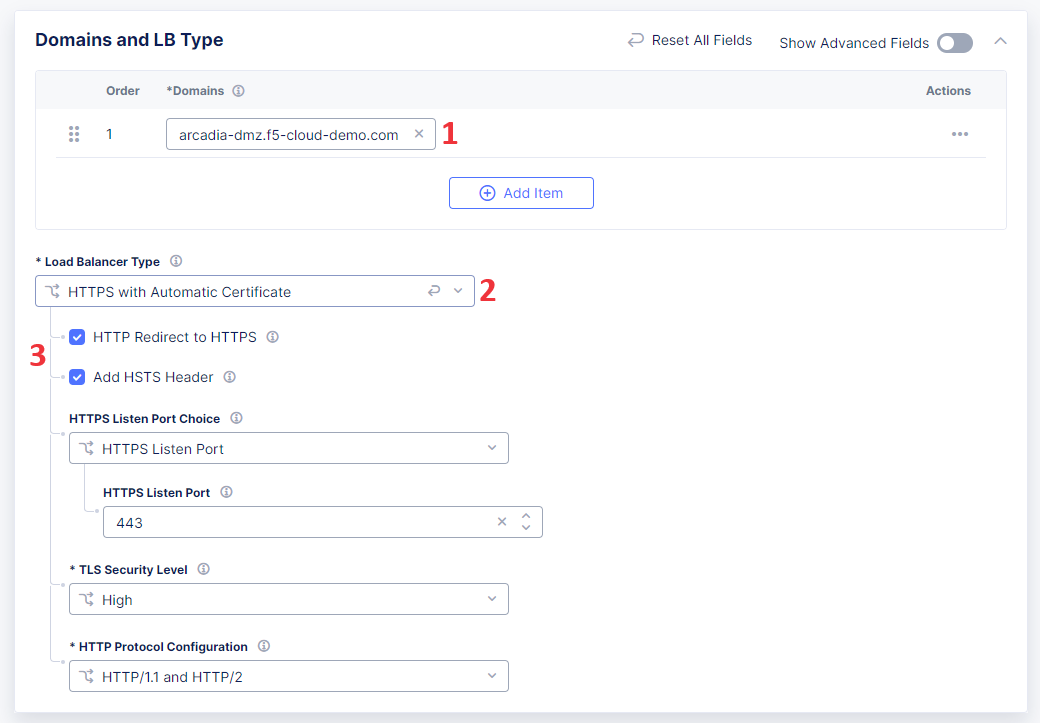 Domains and LB Type
Reset All Fields
Show Advanced Fields
Order *Domains Actions
1 arcadia-dmz.f5-cloud-demo.com 1
Add Item
* Load Balancer Type
HTTPS with Automatic Certificate 2
HTTP Redirect to HTTPS
3
Add HSTS Header
HTTPS Listen Port Choice
HTTPS Listen Port
HTTPS Listen Port
443
* TLS Security Level
High
* HTTP Protocol Configuration
HTTP/1.1 and HTTP/2